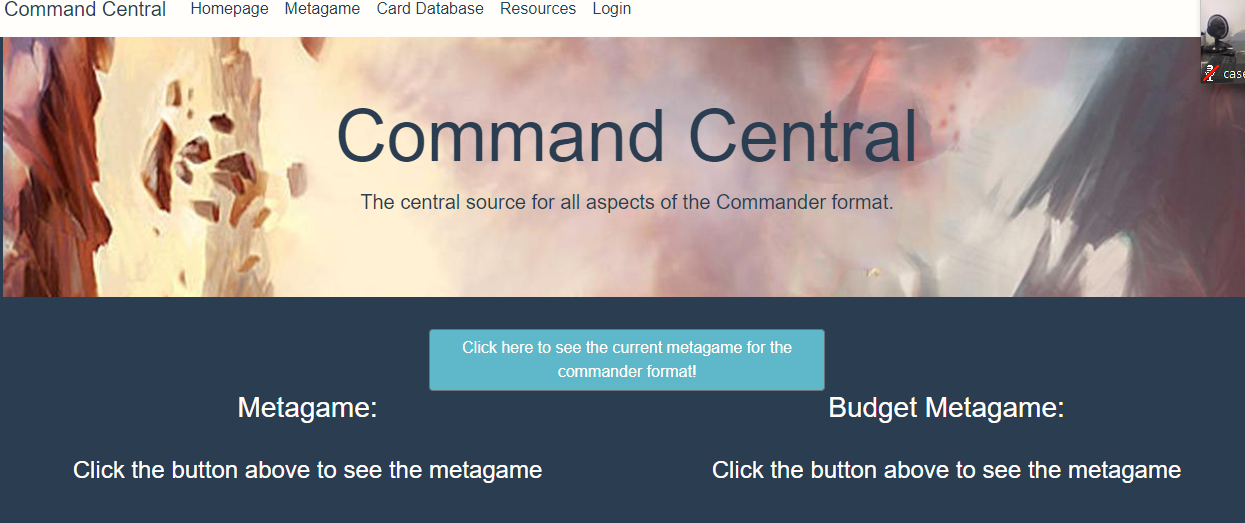 Command Central Homepage Metagame Card Database Resources Login
case
Command Central
The central source for all aspects of the Commander format.
Click here to see the current metagame for the
commander format!
Metagame:
Budget Metagame:
Click the button above to see the metagame
Click the button above to see the metagame